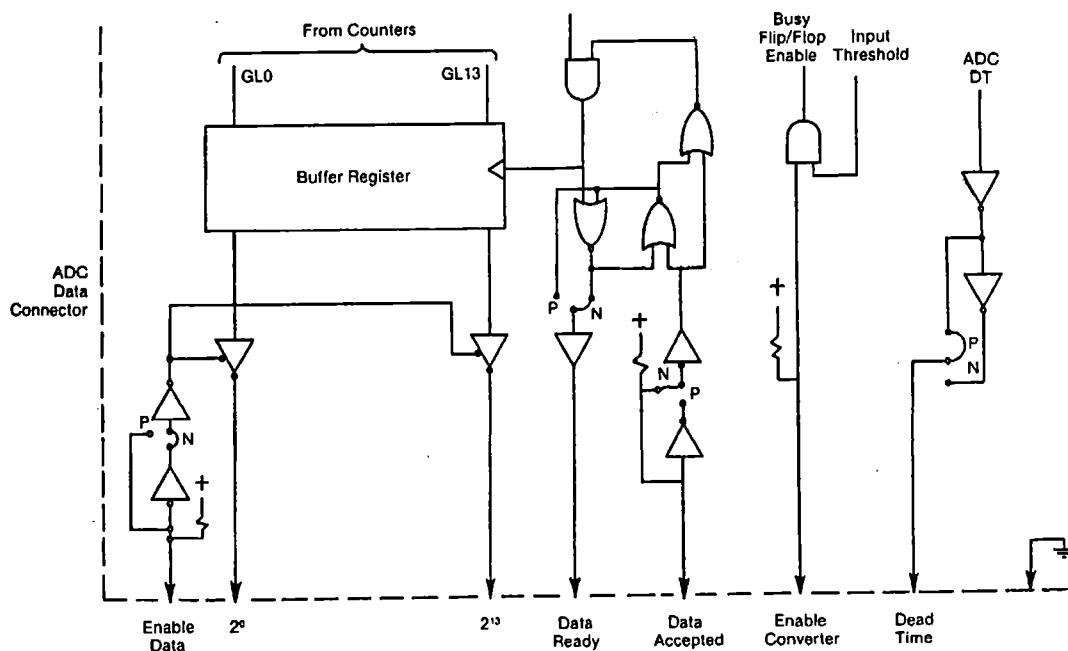 From Counters
GL0
GL13
Busy
Flip/Flop
Enable
Input
Threshold
ADC
DT
Buffer Register
ADC
Data
Connector
P
N
P
N
+
N
P
+
+
P
N
Enable
Data
2⁰
2¹³
Data
Ready
Data
Accepted
Enable
Converter
Dead
Time